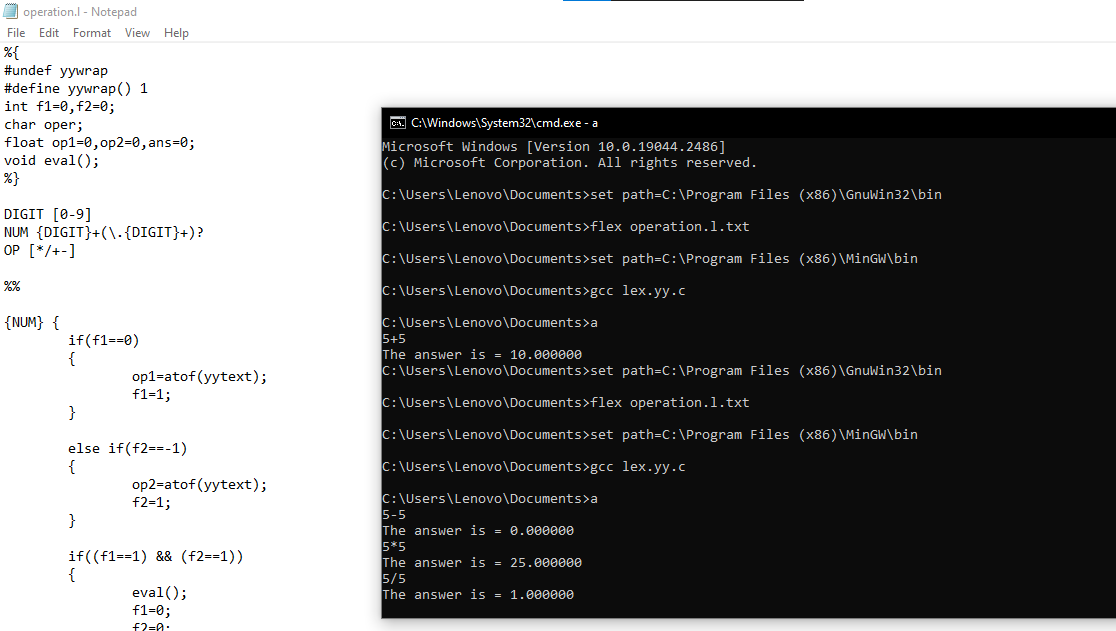 operation.l - Notepad
File Edit Format View Help
%{
#undef yywrap
#define yywrap() 1
int f1=0,f2=0;
char oper;
float op1=0,op2=0,ans=0;
void eval();
%}
DIGIT [0-9]
NUM {DIGIT}+(\.{DIGIT}+)?
OP [*/+-]
%%
{NUM} {
if(f1==0)
{
op1=atof(yytext);
f1=1;
}
else if(f2==-1)
{
op2=atof(yytext);
f2=1;
}
if((f1==1) && (f2==1))
{
eval();
f1=0;
f2=0;
C:\Windows\System32\cmd.exe - a
Microsoft Windows [Version 10.0.19044.2486]
(c) Microsoft Corporation. All rights reserved.
C:\Users\Lenovo\Documents>set path=C:\Program Files (x86)\GnuWin32\bin
C:\Users\Lenovo\Documents>flex operation.l.txt
C:\Users\Lenovo\Documents>set path=C:\Program Files (x86)\MinGW\bin
C:\Users\Lenovo\Documents>gcc lex.yy.c
C:\Users\Lenovo\Documents>a
5+5
The answer is = 10.000000
C:\Users\Lenovo\Documents>set path=C:\Program Files (x86)\GnuWin32\bin
C:\Users\Lenovo\Documents>flex operation.l.txt
C:\Users\Lenovo\Documents>set path=C:\Program Files (x86)\MinGW\bin
C:\Users\Lenovo\Documents>gcc lex.yy.c
C:\Users\Lenovo\Documents>a
5-5
The answer is = 0.000000
5*5
The answer is = 25.000000
5/5
The answer is = 1.000000